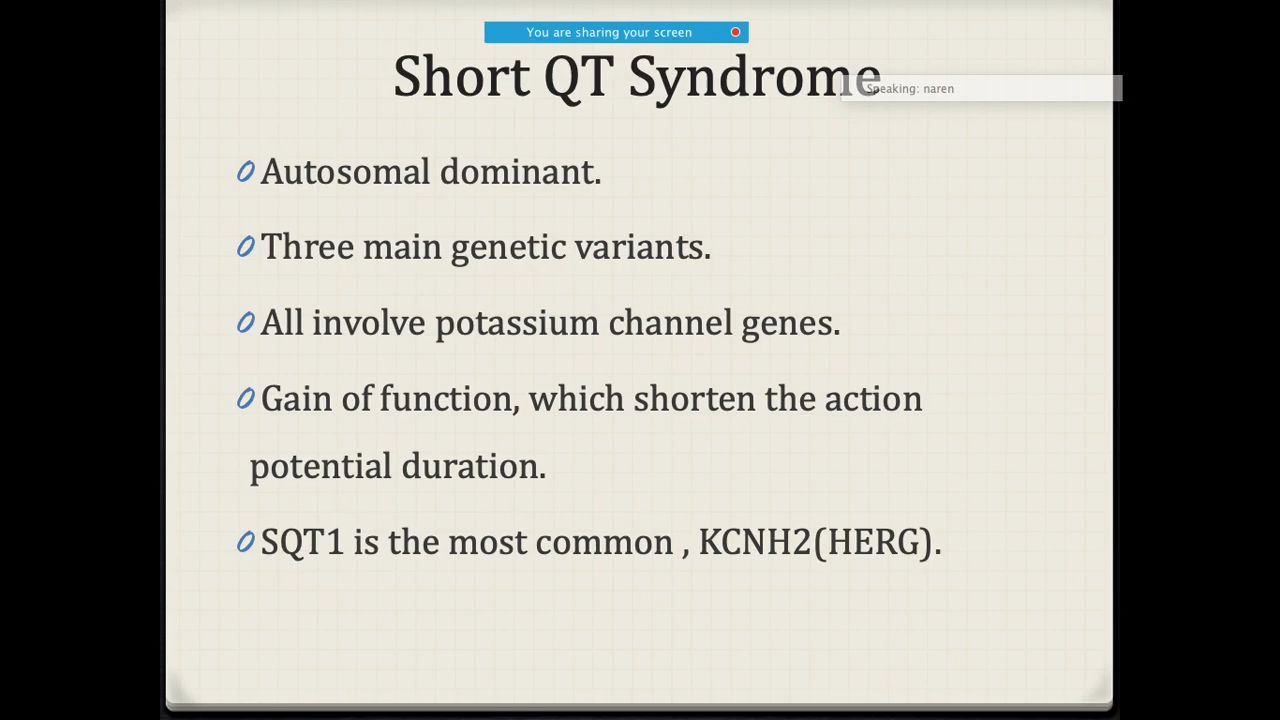 You are sharing your screen
Short QT Syndrome
Speaking: naren
Autosomal dominant.
Three main genetic variants.
All involve potassium channel genes.
Gain of function, which shorten the action
potential duration.
SQT1 is the most common , KCNH2(HERG).